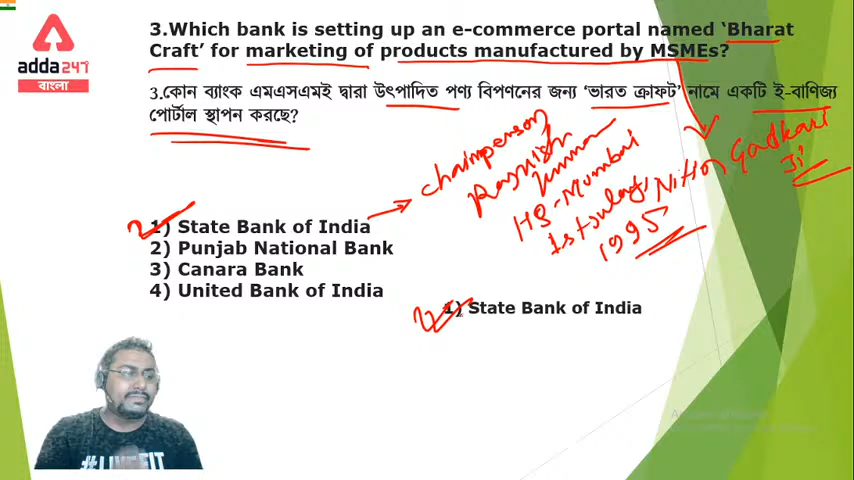 3.Which bank is setting up an e-commerce portal named ‘Bharat
Craft’ for marketing of products manufactured by MSMEs?
adda247
বাংলা
3.কোন ব্যাংক এমএসএমই দ্বারা উৎপাদিত পণ্য বিপণনের জন্য ‘ভারত ক্রাফট’ নামে একটি ই-বাণিজ্য
পোর্টাল স্থাপন করছে?
chairperson
Rajnish
Kumar
HQ-Mumbai
1st July,
1995
Nitin Gadkari
Ji
1) State Bank of India
2) Punjab National Bank
3) Canara Bank
4) United Bank of India
1) State Bank of India
#LIVEFIT